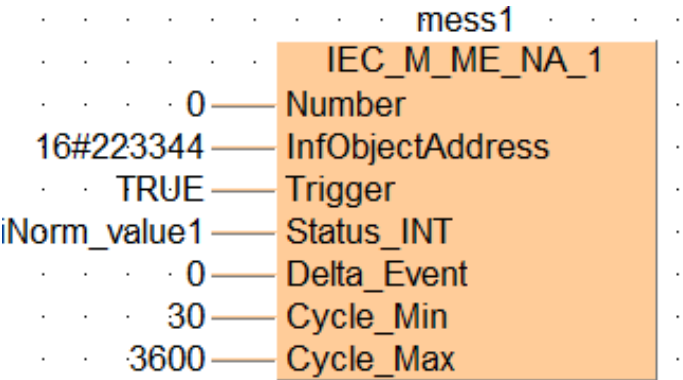 mess1
IEC_M_ME_NA_1
0 Number
16#223344 InfObjectAddress
TRUE Trigger
iNorm_value1 Status_INT
0 Delta_Event
30 Cycle_Min
3600 Cycle_Max